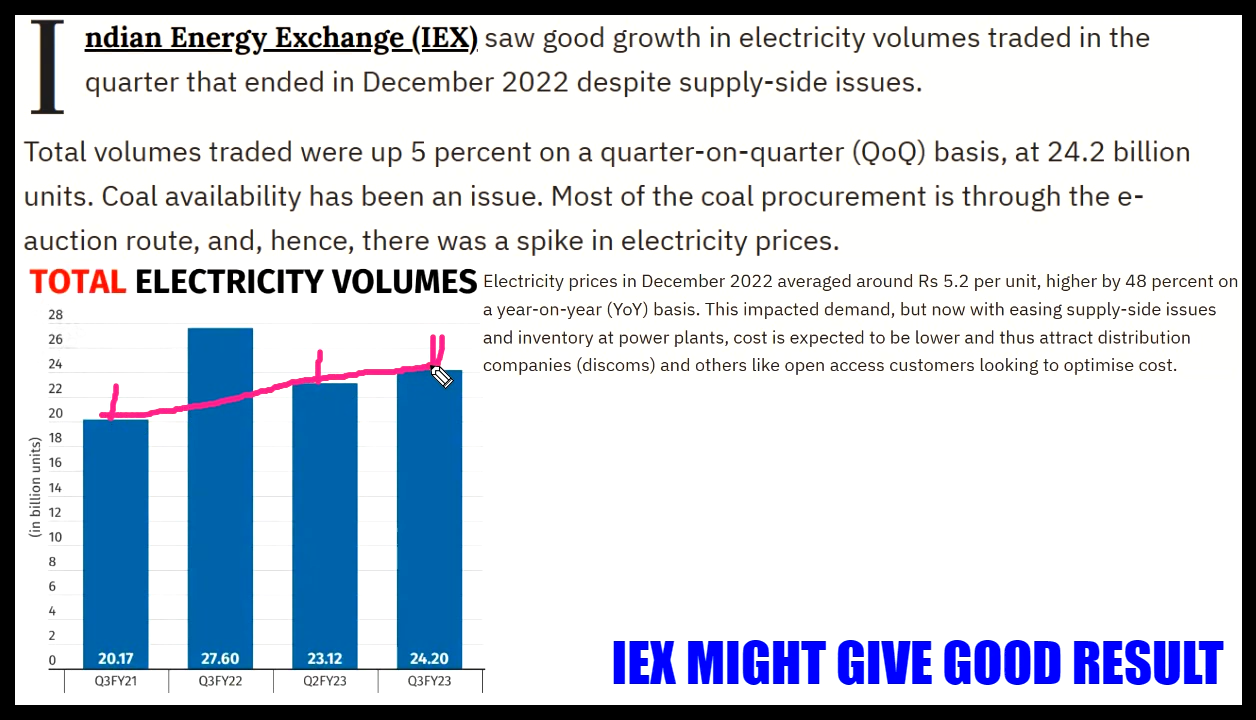 Indian Energy Exchange (IEX) saw good growth in electricity volumes traded in the
quarter that ended in December 2022 despite supply-side issues.
Total volumes traded were up 5 percent on a quarter-on-quarter (QoQ) basis, at 24.2 billion
units. Coal availability has been an issue. Most of the coal procurement is through the e-
auction route, and, hence, there was a spike in electricity prices.
TOTAL ELECTRICITY VOLUMES
Electricity prices in December 2022 averaged around Rs 5.2 per unit, higher by 48 percent on
a year-on-year (YoY) basis. This impacted demand, but now with easing supply-side issues
and inventory at power plants, cost is expected to be lower and thus attract distribution
companies (discoms) and others like open access customers looking to optimise cost.
(in billion units)
28
26
24
22
20
18
16
14
12
10
8
6
4
2
0
20.17 27.60 23.12 24.20
Q3FY21 Q3FY22 Q2FY23 Q3FY23
IEX MIGHT GIVE GOOD RESULT